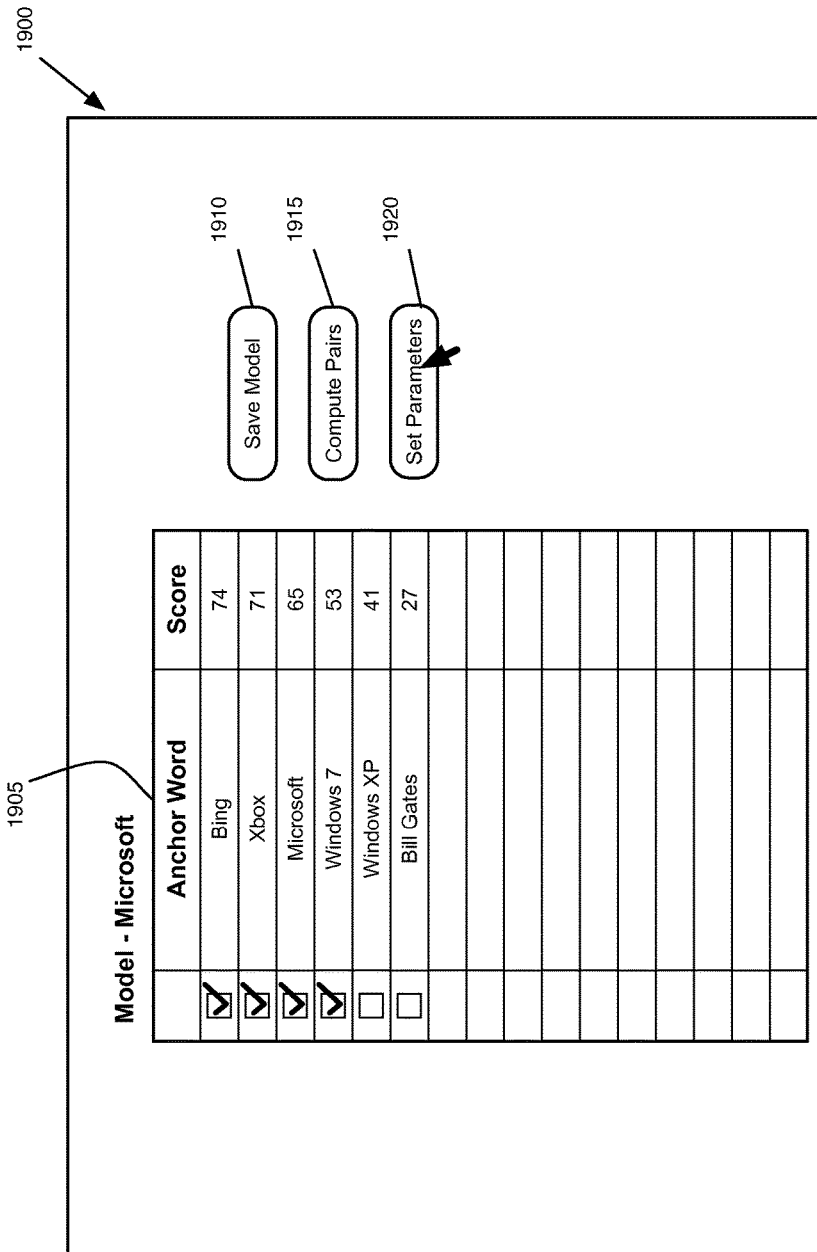 1900
1905
Model - Microsoft
Anchor Word Score
Bing 74
Xbox 71
Microsoft 65
Windows 7 53
Windows XP 41
Bill Gates 27
Save Model
1910
Compute Pairs
1915
Set Parameters
1920